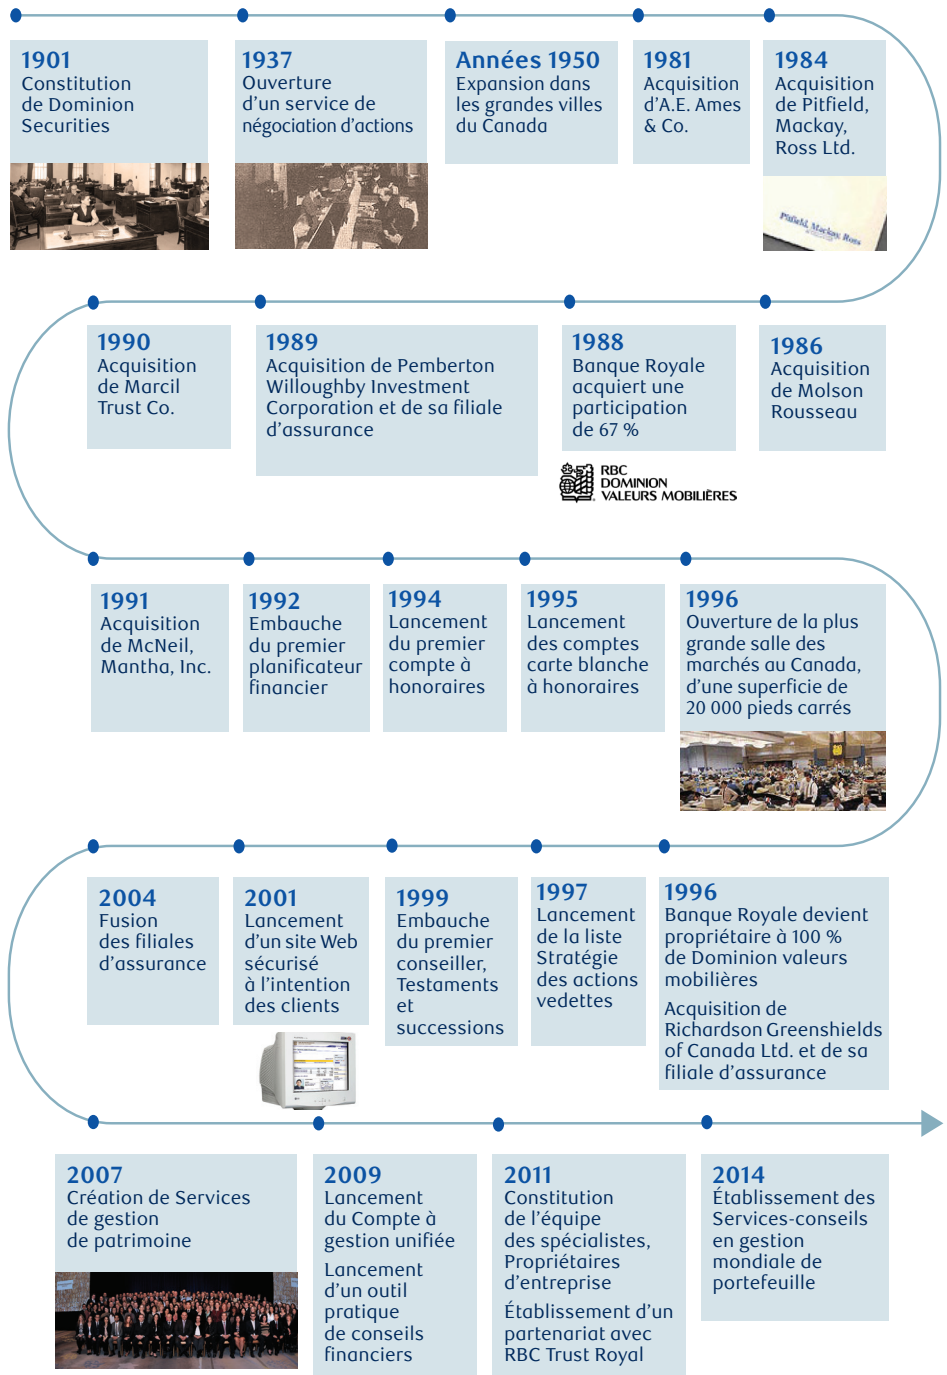 1901
Constitution
de Dominion
Securities
1937
Ouverture
d’un service de
négociation d’actions
Années 1950
Expansion dans
les grandes villes
du Canada
1981
Acquisition
d’A.E. Ames
& Co.
1984
Acquisition
de Pitfield,
Mackay,
Ross Ltd.
Pitfield, Mackay, Ross
1986
Acquisition
de Molson
Rousseau
1988
Banque Royale
acquiert une
participation
de 67 %
RBC
DOMINION
VALEURS MOBILIÈRES
1989
Acquisition de Pemberton
Willoughby Investment
Corporation et de sa filiale
d’assurance
1990
Acquisition
de Marcil
Trust Co.
1991
Acquisition
de McNeil,
Mantha, Inc.
1992
Embauche
du premier
planificateur
financier
1994
Lancement
du premier
compte à
honoraires
1995
Lancement
des comptes
carte blanche
à honoraires
1996
Ouverture de la plus
grande salle des
marchés au Canada,
d’une superficie de
20 000 pieds carrés
1996
Banque Royale devient
propriétaire à 100 %
de Dominion valeurs
mobilières
Acquisition de
Richardson Greenshields
of Canada Ltd. et de sa
filiale d’assurance
1997
Lancement
de la liste
Stratégie
des actions
vedettes
1999
Embauche
du premier
conseiller,
Testaments
et
successions
2001
Lancement
d’un site Web
sécurisé
à l’intention
des clients
2004
Fusion
des filiales
d’assurance
2007
Création de Services
de gestion
de patrimoine
2009
Lancement
du Compte à
gestion unifiée
Lancement
d’un outil
pratique
de conseils
financiers
2011
Constitution
de l’équipe
des spécialistes,
Propriétaires
d’entreprise
Établissement d’un
partenariat avec
RBC Trust Royal
2014
Établissement des
Services-conseils
en gestion
mondiale de
portefeuille